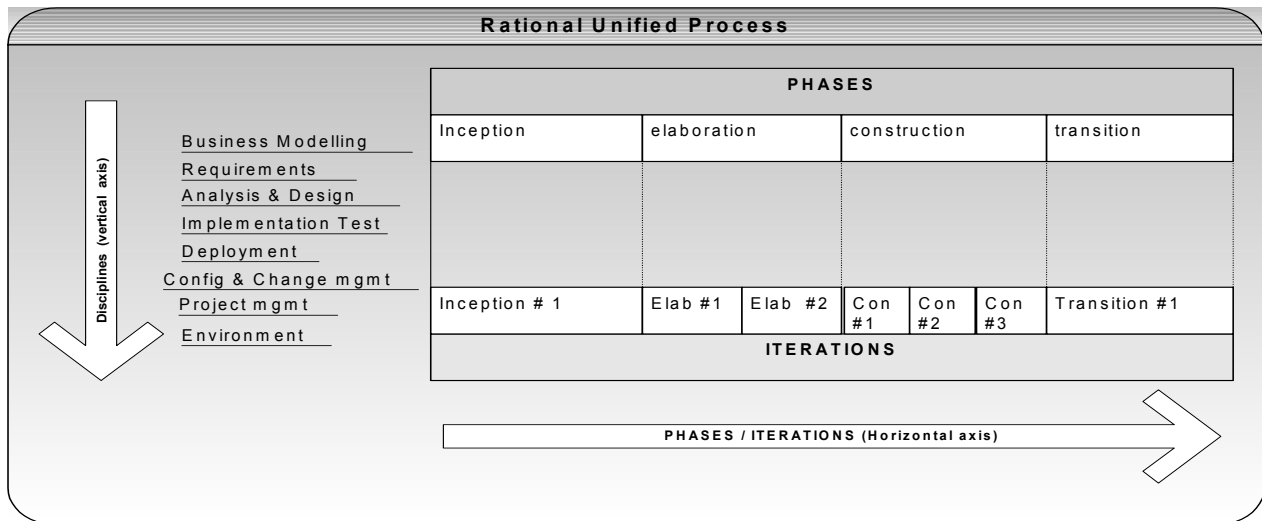 Rational Unified Process
PHASES
Inception elaboration construction transition
Disciplines (vertical axis)
Business Modelling
Requirements
Analysis & Design
Implementation Test
Deployment
Config & Change mgmt
Project mgmt
Environment
Inception # 1 Elab #1 Elab #2 Con #1 Con #2 Con #3 Transition #1
ITERATIONS
PHASES / ITERATIONS (Horizontal axis)